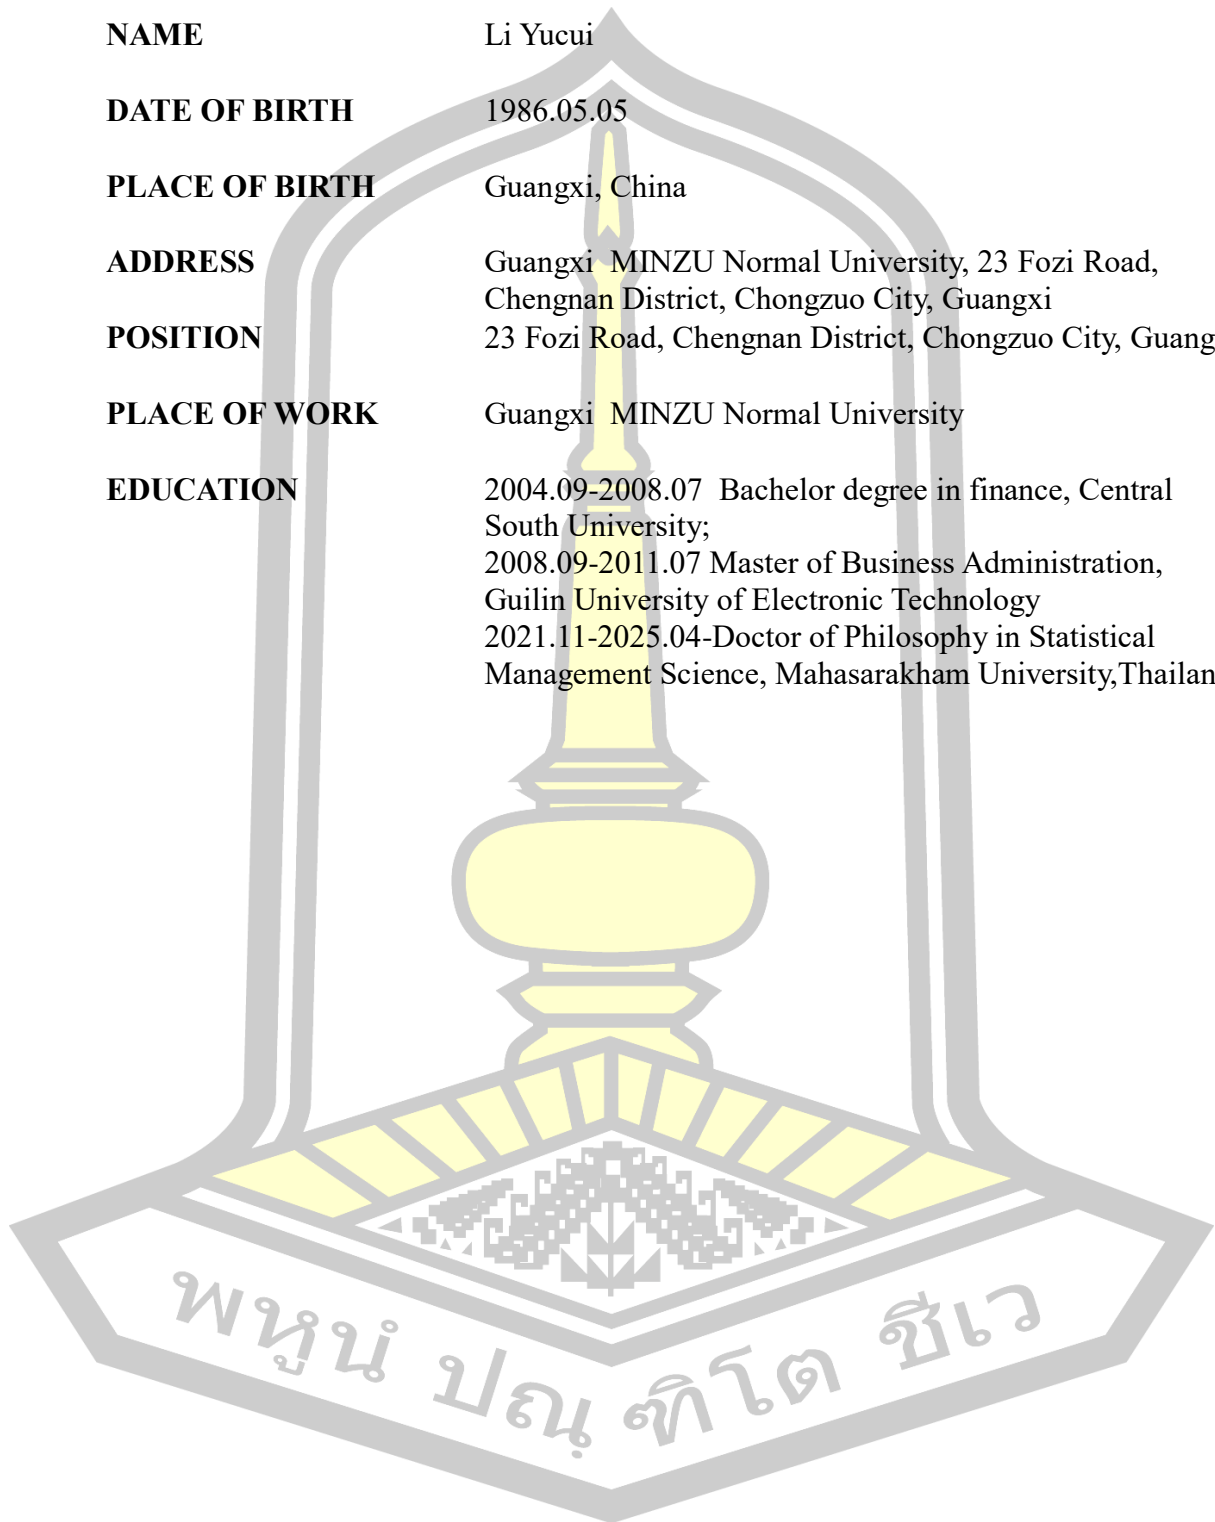 NAME Li Yucui
DATE OF BIRTH 1986.05.05
PLACE OF BIRTH Guangxi, China
ADDRESS Guangxi MINZU Normal University, 23 Fozi Road,
Chengnan District, Chongzuo City, Guangxi
POSITION 23 Fozi Road, Chengnan District, Chongzuo City, Guang
PLACE OF WORK Guangxi MINZU Normal University
EDUCATION 2004.09-2008.07 Bachelor degree in finance, Central
South University;
2008.09-2011.07 Master of Business Administration,
Guilin University of Electronic Technology
2021.11-2025.04-Doctor of Philosophy in Statistical
Management Science, Mahasarakham University,Thailan
พหูนํ ปณฺ ฑิโต ชีเว